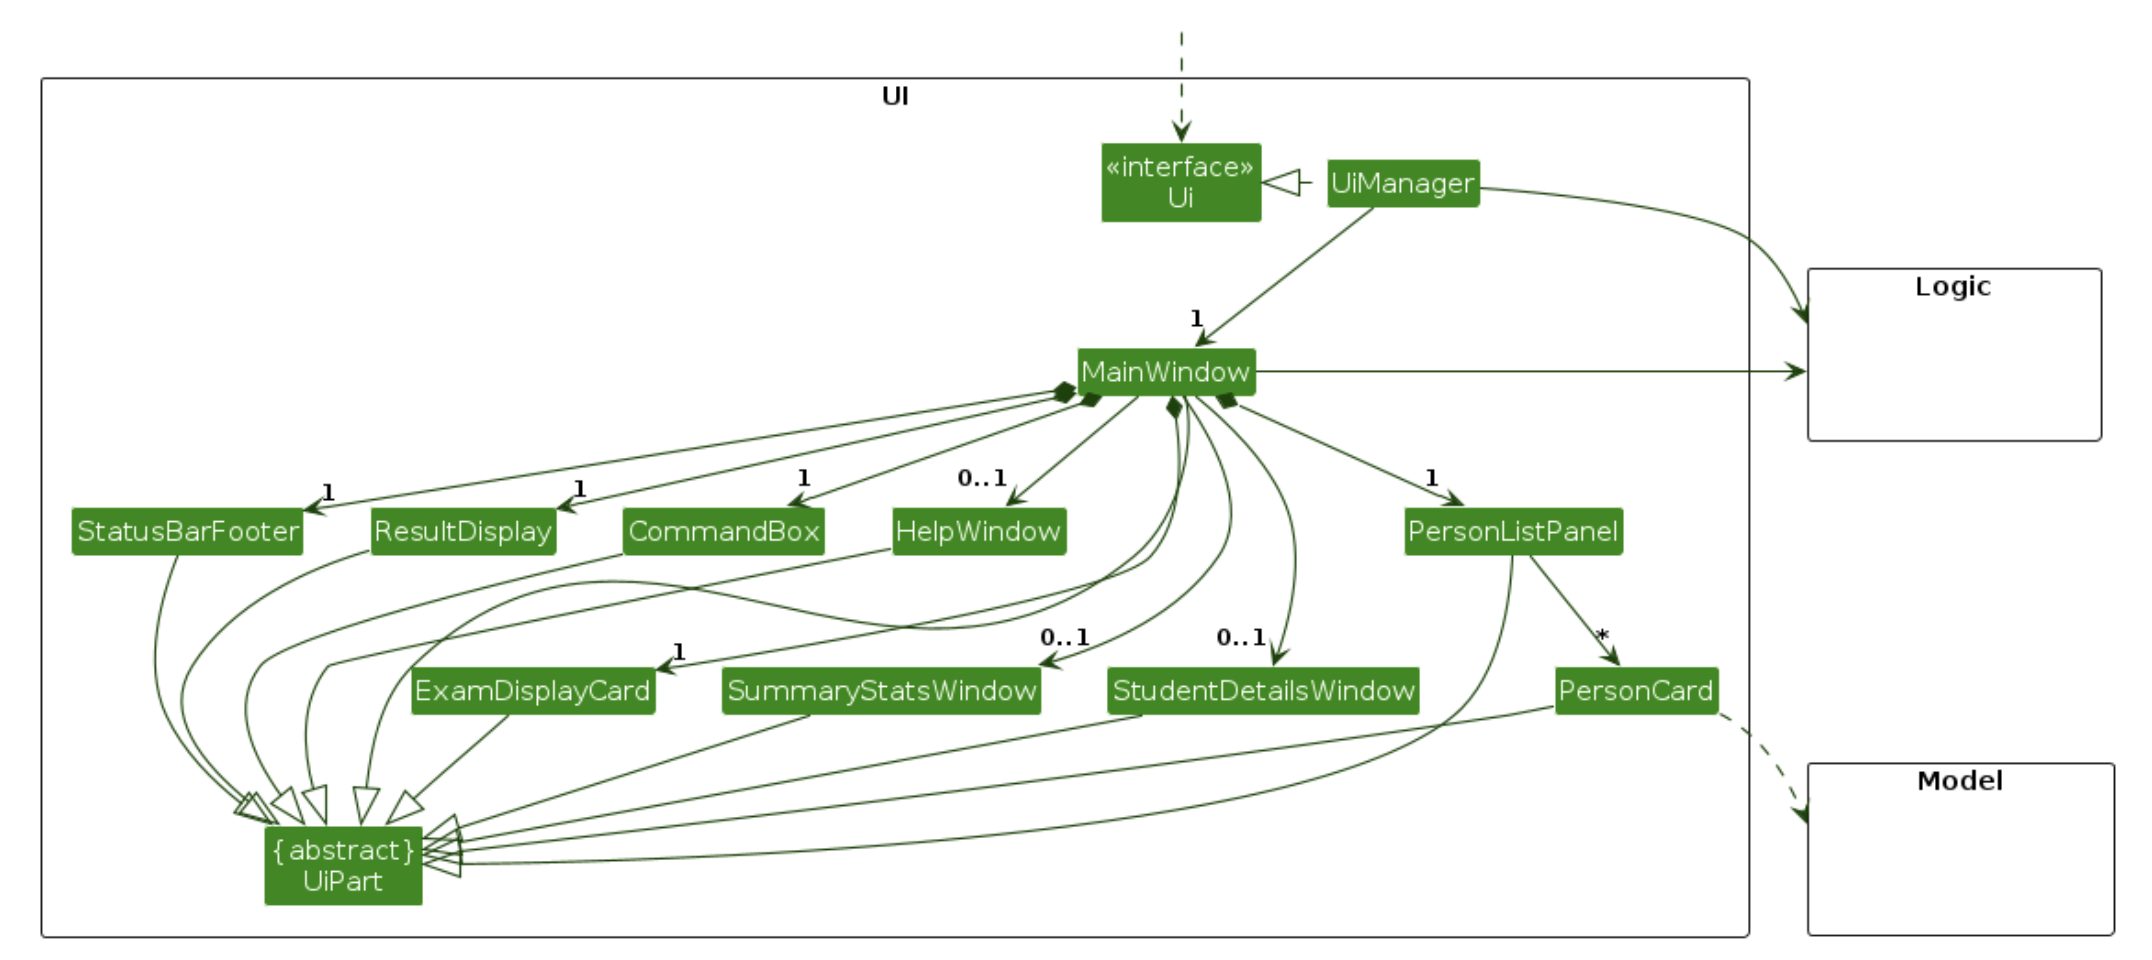 UI
«interface»
Ui
UiManager
Logic
1
MainWindow
1
1
1
0..1
1
StatusBarFooter
ResultDisplay
CommandBox
HelpWindow
PersonListPanel
1
0..1
0..1
*
ExamDisplayCard
SummaryStatsWindow
StudentDetailsWindow
PersonCard
Model
{abstract}
UiPart